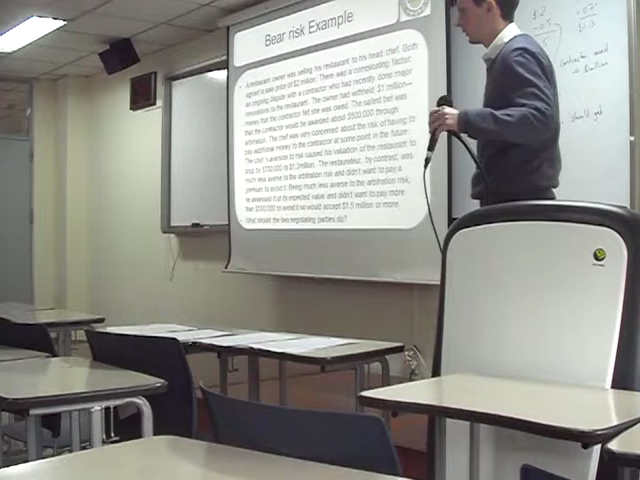 Bear risk Example
• A restaurant owner was selling his restaurant to his head chef. Both
agreed a sale price of $2 million. There was a complicating factor:
an ongoing dispute with a contractor who had recently done major
renovations to the restaurant. The owner had withheld $1 million—
money that the contractor felt she was owed. The safest bet was
that the contractor would be awarded about $500,000 through
arbitration. The chef was very concerned about the risk of having to
pay additional money to the contractor at some point in the future.
The chef's aversion to risk caused his valuation of the restaurant to
drop by $700,000 to $1.3million. The restaurateur, by contrast, was
much less averse to the arbitration risk and didn't want to pay a
premium to avoid it. Being much less averse to the arbitration risk,
he assessed it at its expected value and didn't want to pay more
than $500,000 to avoid it so would accept $1.5 million or more.
What should the two negotiating parties do?
should get